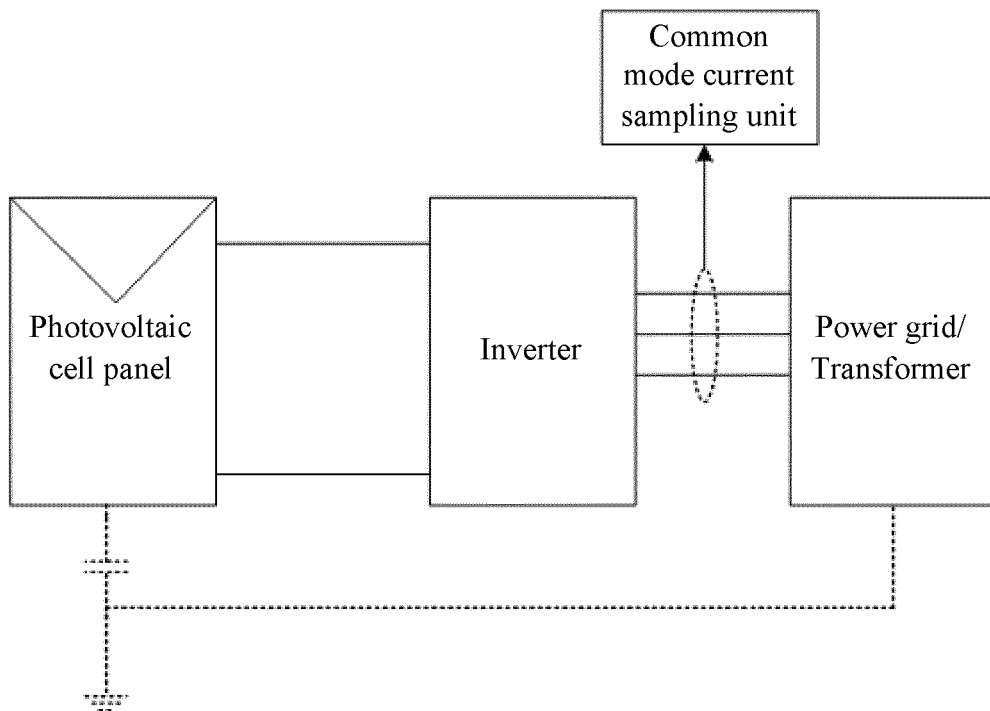 Common
mode current
sampling unit
Photovoltaic
cell panel
Inverter
Power grid/
Transformer